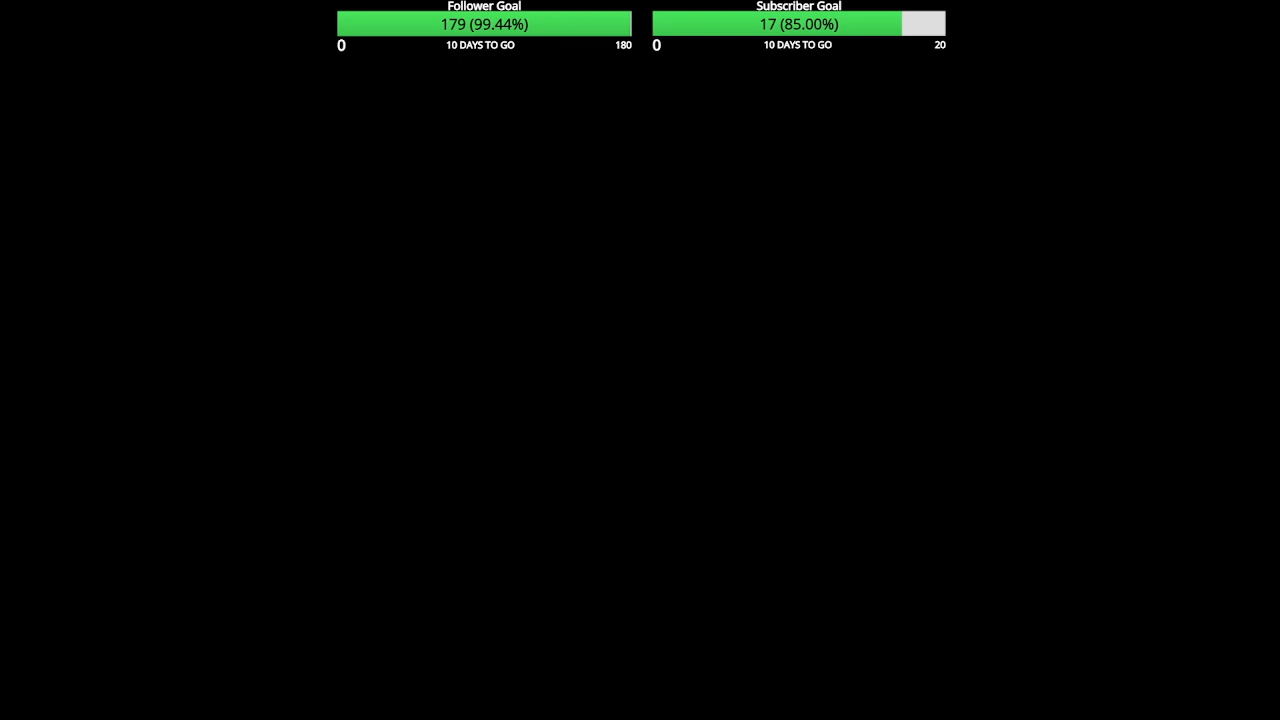 Follower Goal
179 (99.44%)
0 10 DAYS TO GO 180
Subscriber Goal
17 (85.00%)
0 10 DAYS TO GO 20